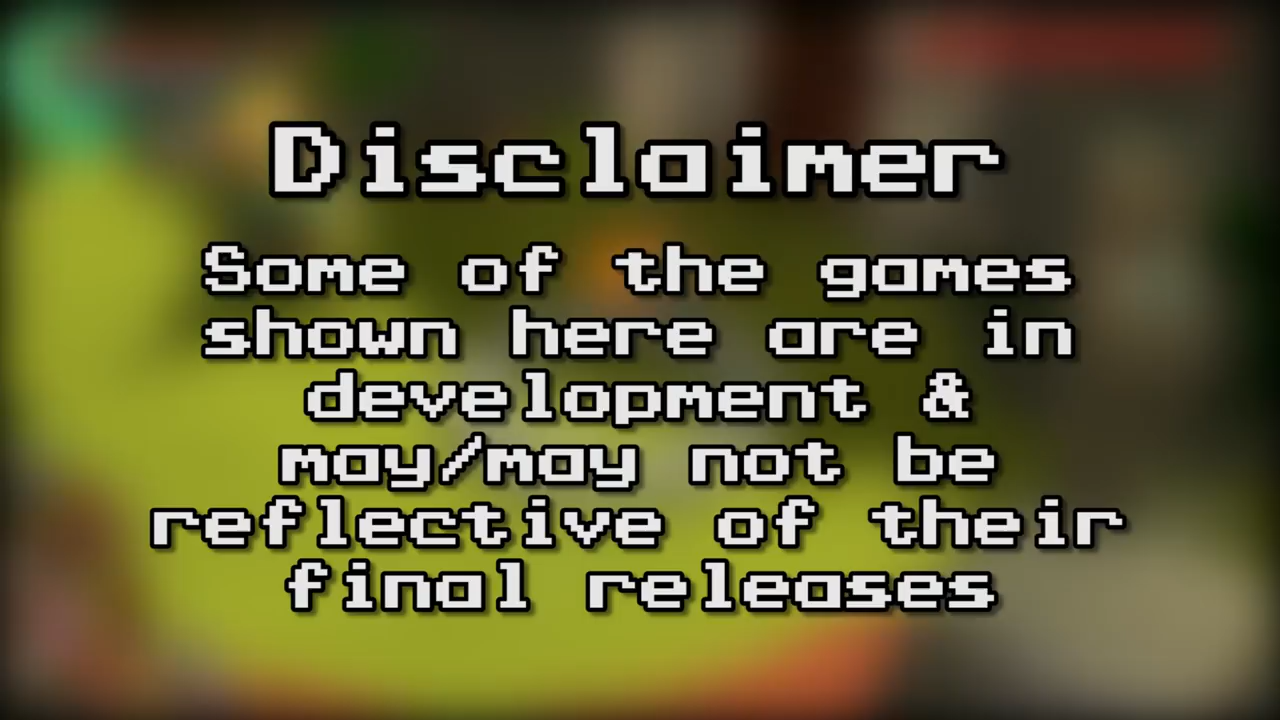 Disclaimer
Some of the games
shown here are in
development &
may/may not be
reflective of their
final releases